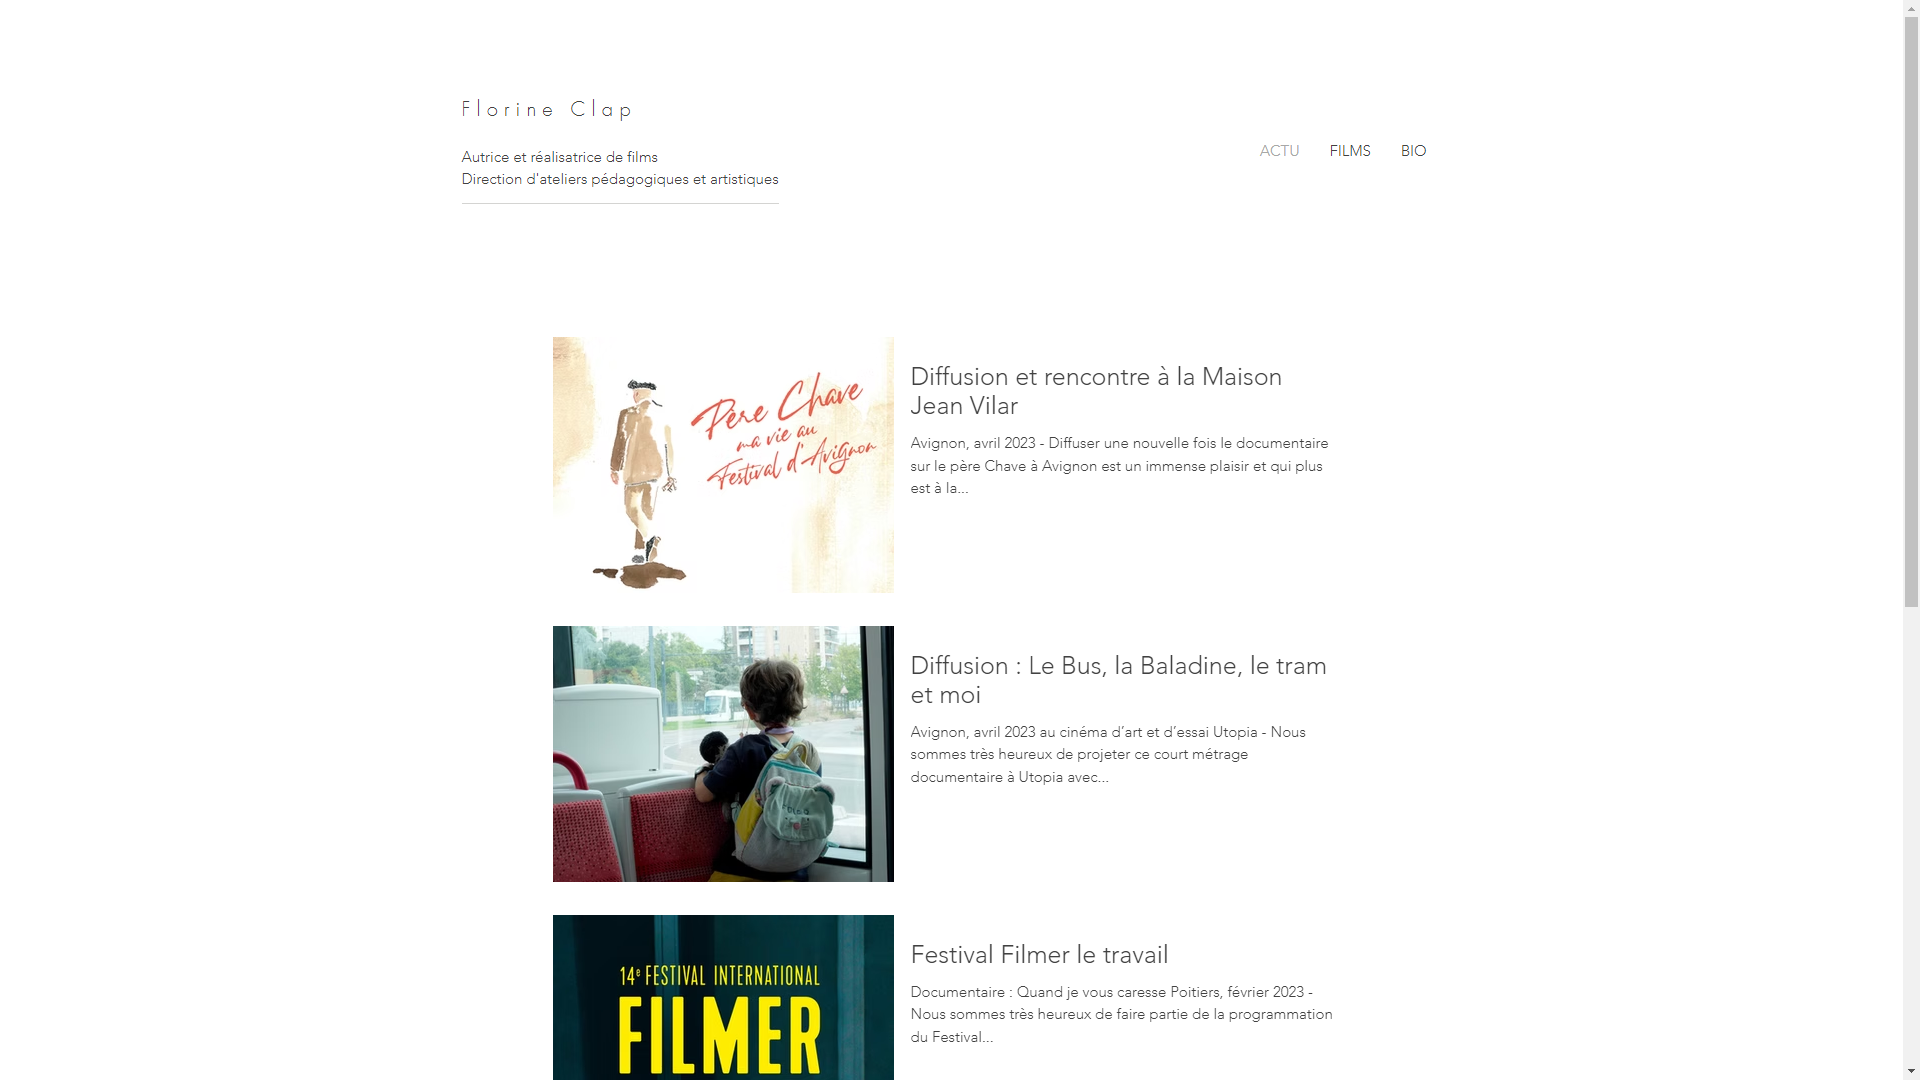 Florine Clap
Autrice et réalisatrice de films
Direction d'ateliers pédagogiques et artistiques
ACTU
FILMS
BIO
Père Chave
ma vie au
Festival d'Avignon
Diffusion et rencontre à la Maison
Jean Vilar
Avignon, avril 2023 - Diffuser une nouvelle fois le documentaire
sur le père Chave à Avignon est un immense plaisir et qui plus
est à la...
Diffusion : Le Bus, la Baladine, le tram
et moi
Avignon, avril 2023 au cinéma d’art et d’essai Utopia - Nous
sommes très heureux de projeter ce court métrage
documentaire à Utopia avec...
14e FESTIVAL INTERNATIONAL
FILMER
Festival Filmer le travail
Documentaire : Quand je vous caresse Poitiers, février 2023 -
Nous sommes très heureux de faire partie de la programmation
du Festival...